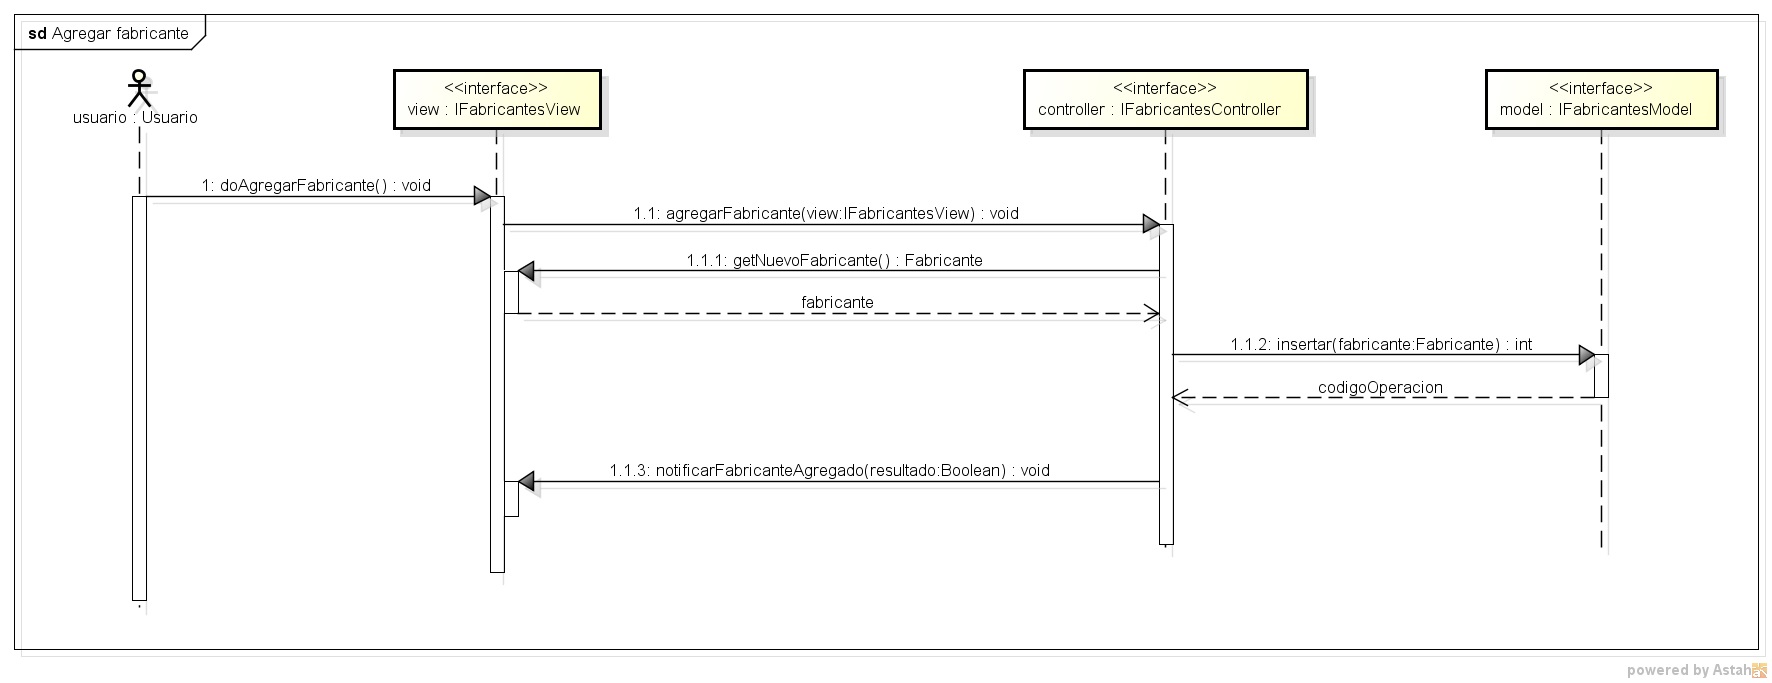 sd Agregar fabricante
usuario : Usuario
<<interface>>
view : IFabricantesView
<<interface>>
controller : IFabricantesController
<<interface>>
model : IFabricantesModel
1: doAgregarFabricante() : void
1.1: agregarFabricante(view:IFabricantesView) : void
1.1.1: getNuevoFabricante() : Fabricante
fabricante
1.1.2: insertar(fabricante:Fabricante) : int
codigoOperacion
1.1.3: notificarFabricanteAgregado(resultado:Boolean) : void
powered by Astah